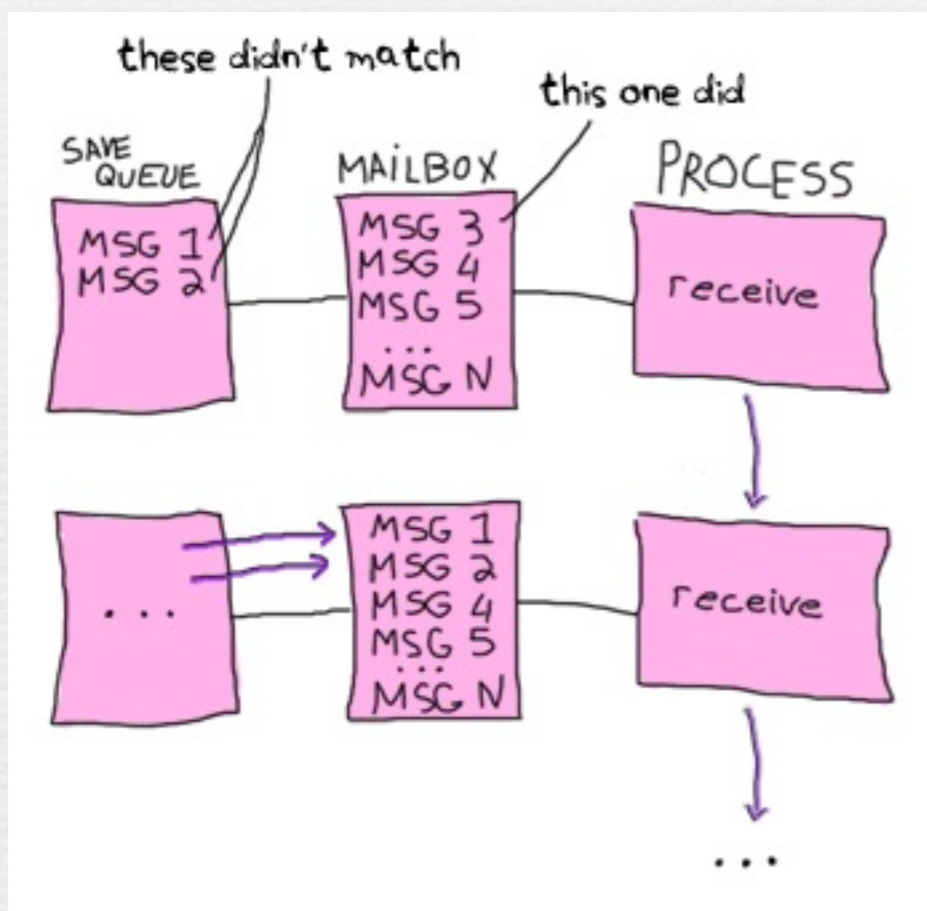 these didn't match
this one did
SAVE
QUEUE
MAILBOX
PROCESS
MSG 1
MSG 2
MSG 3
MSG 4
MSG 5
...
MSG N
receive
...
MSG 1
MSG 2
MSG 4
MSG 5
...
MSG N
receive
...